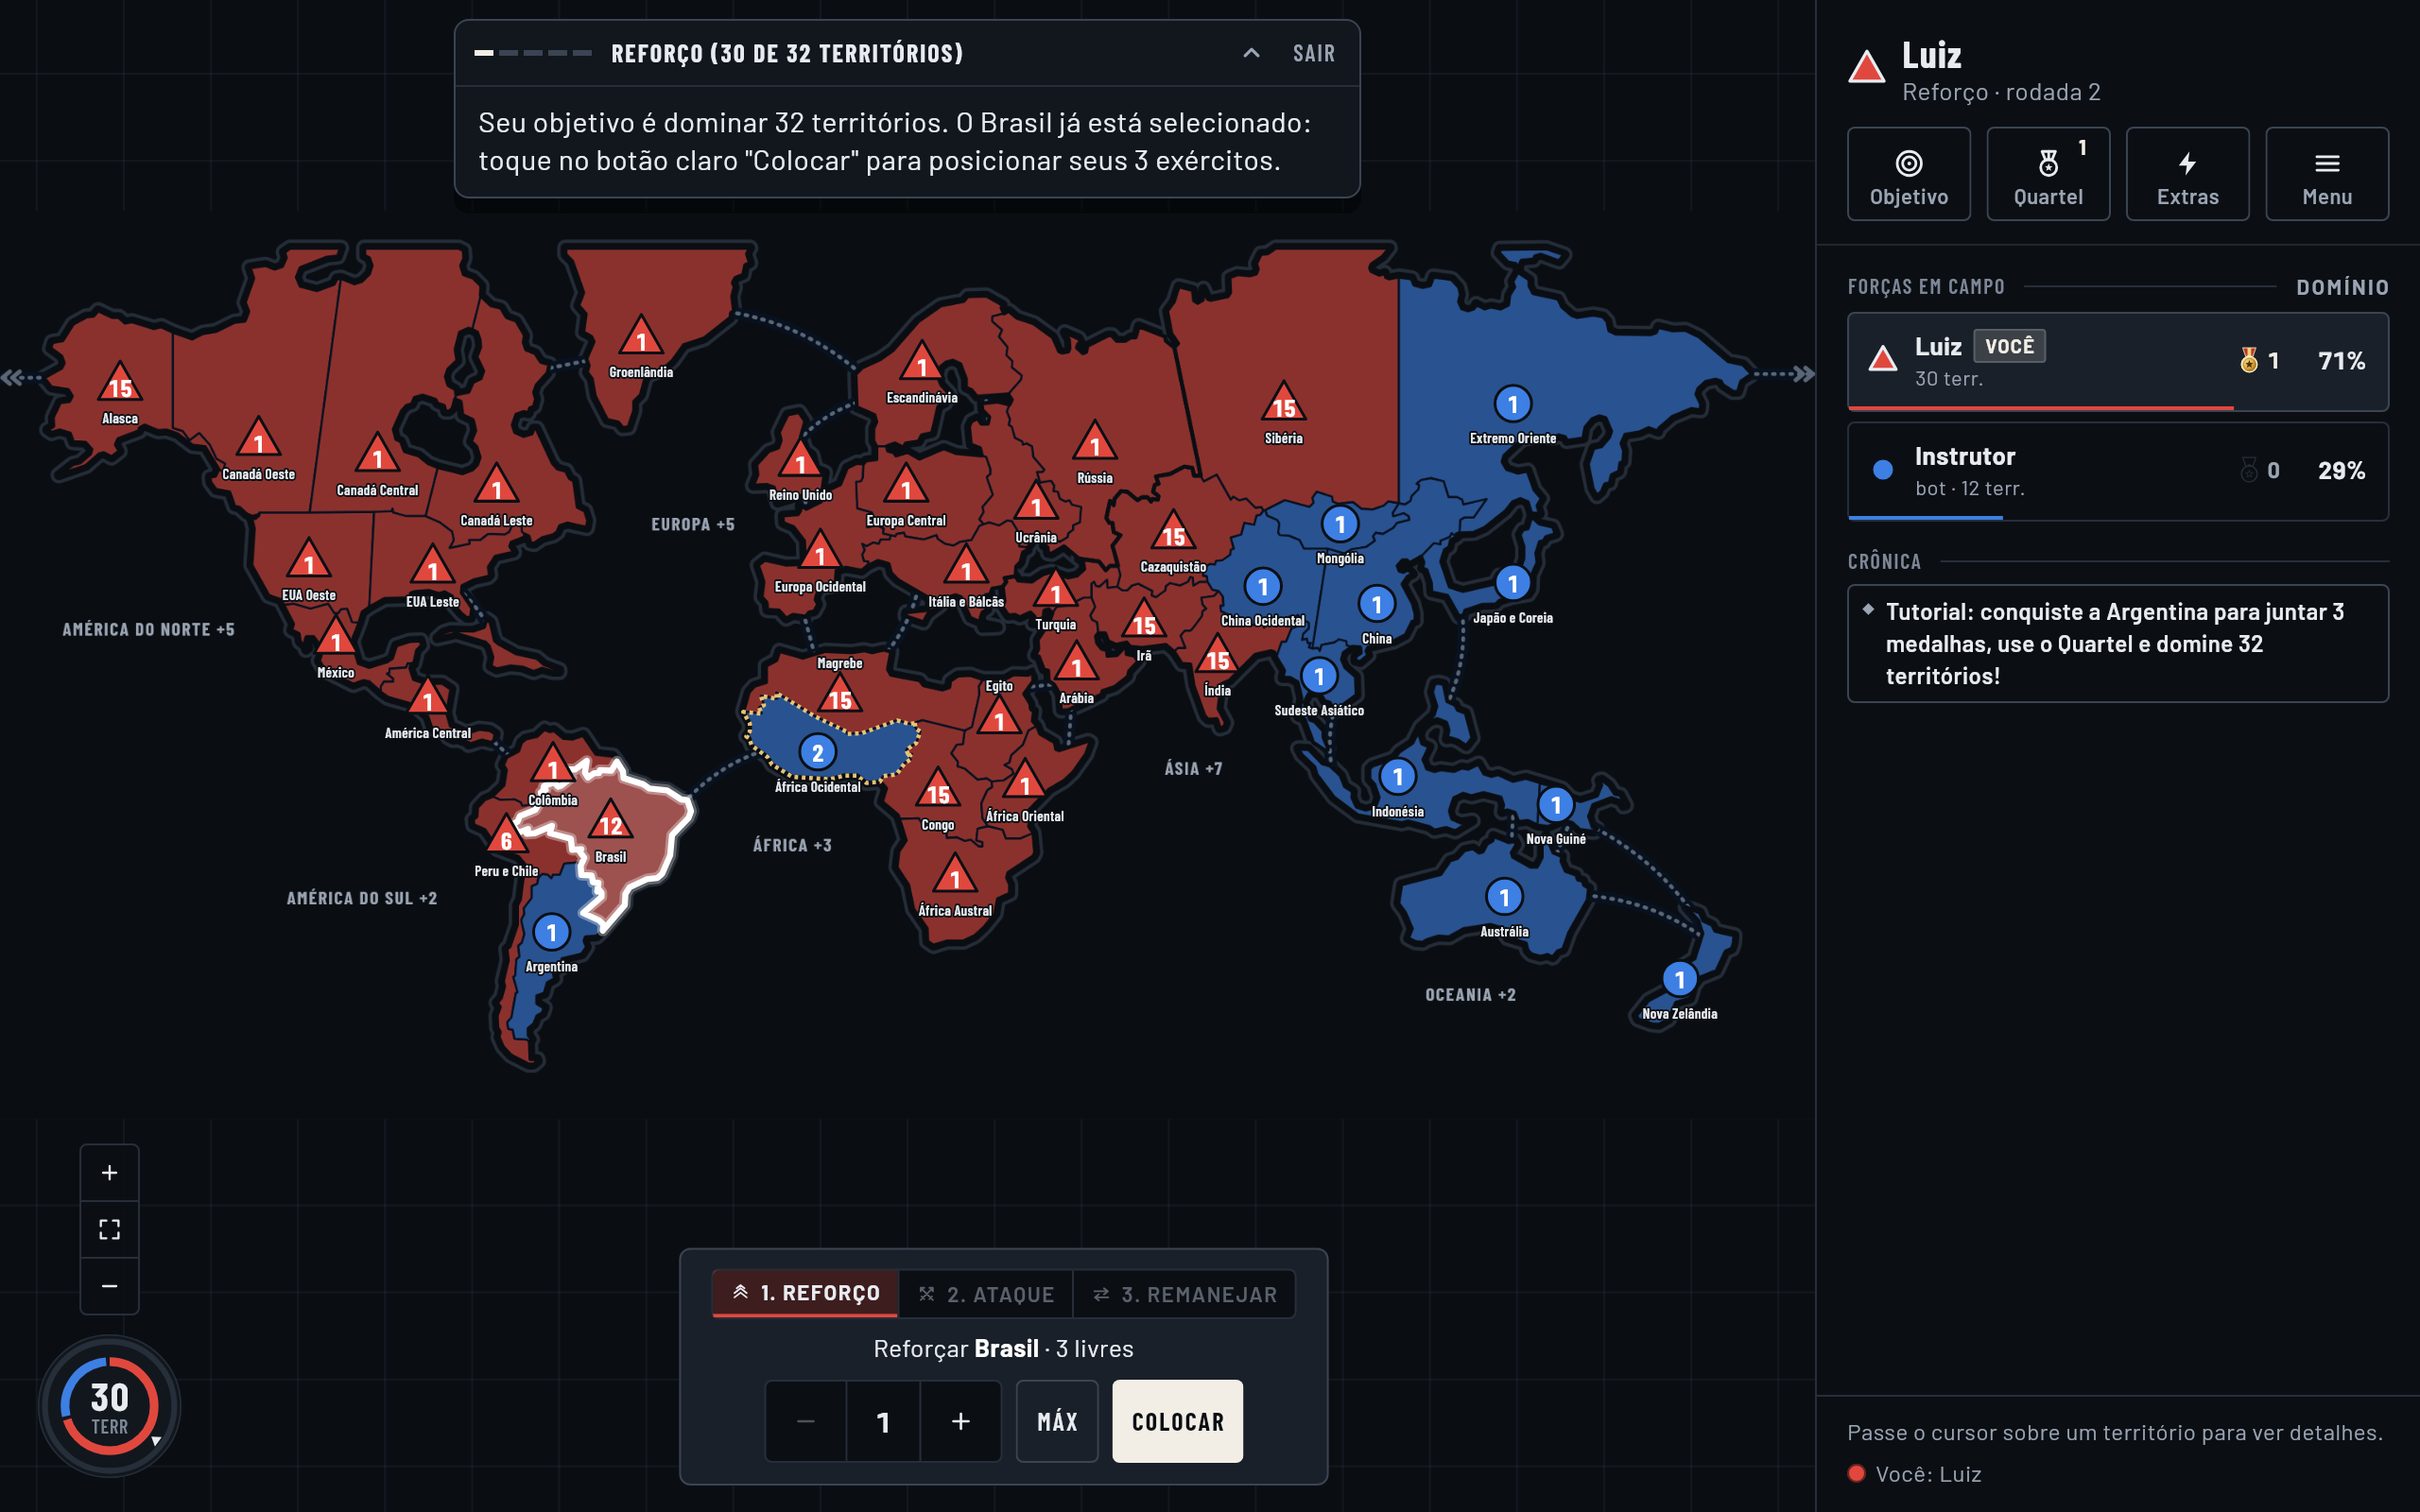 REFORÇO (30 DE 32 TERRITÓRIOS)
SAIR
Seu objetivo é dominar 32 territórios. O Brasil já está selecionado:
toque no botão claro "Colocar" para posicionar seus 3 exércitos.
Luiz
Reforço · rodada 2
1
Objetivo
Quartel
Extras
Menu
FORÇAS EM CAMPO
DOMÍNIO
Luiz VOCÊ
30 terr.
1
71%
Instrutor
bot · 12 terr.
0
29%
CRÔNICA
Tutorial: conquiste a Argentina para juntar 3
medalhas, use o Quartel e domine 32
territórios!
15
Alasca
1
Canadá Oeste
1
Canadá Central
1
Canadá Leste
1
Groenlândia
1
EUA Oeste
1
EUA Leste
1
México
1
América Central
AMÉRICA DO NORTE +5
1
Colômbia
12
Brasil
6
Peru e Chile
1
Argentina
AMÉRICA DO SUL +2
EUROPA +5
1
Escandinávia
1
Reino Unido
1
Europa Central
1
Rússia
1
Ucrânia
1
Europa Ocidental
1
Itália e Bálcãs
Magrebe
15
Egito
1
2
África Ocidental
15
Congo
1
África Oriental
1
África Austral
ÁFRICA +3
15
Sibéria
1
Extremo Oriente
15
Cazaquistão
1
Mongólia
1
China Ocidental
1
China
1
Japão e Coreia
1
Turquia
15
Irã
15
Índia
1
Arábia
1
Sudeste Asiático
ÁSIA +7
1
Indonésia
1
Nova Guiné
1
Austrália
1
Nova Zelândia
OCEANIA +2
+
−
30
TERR
1. REFORÇO
2. ATAQUE
3. REMANEJAR
Reforçar Brasil · 3 livres
−
1
+
MÁX
COLOCAR
Passe o cursor sobre um território para ver detalhes.
Você: Luiz